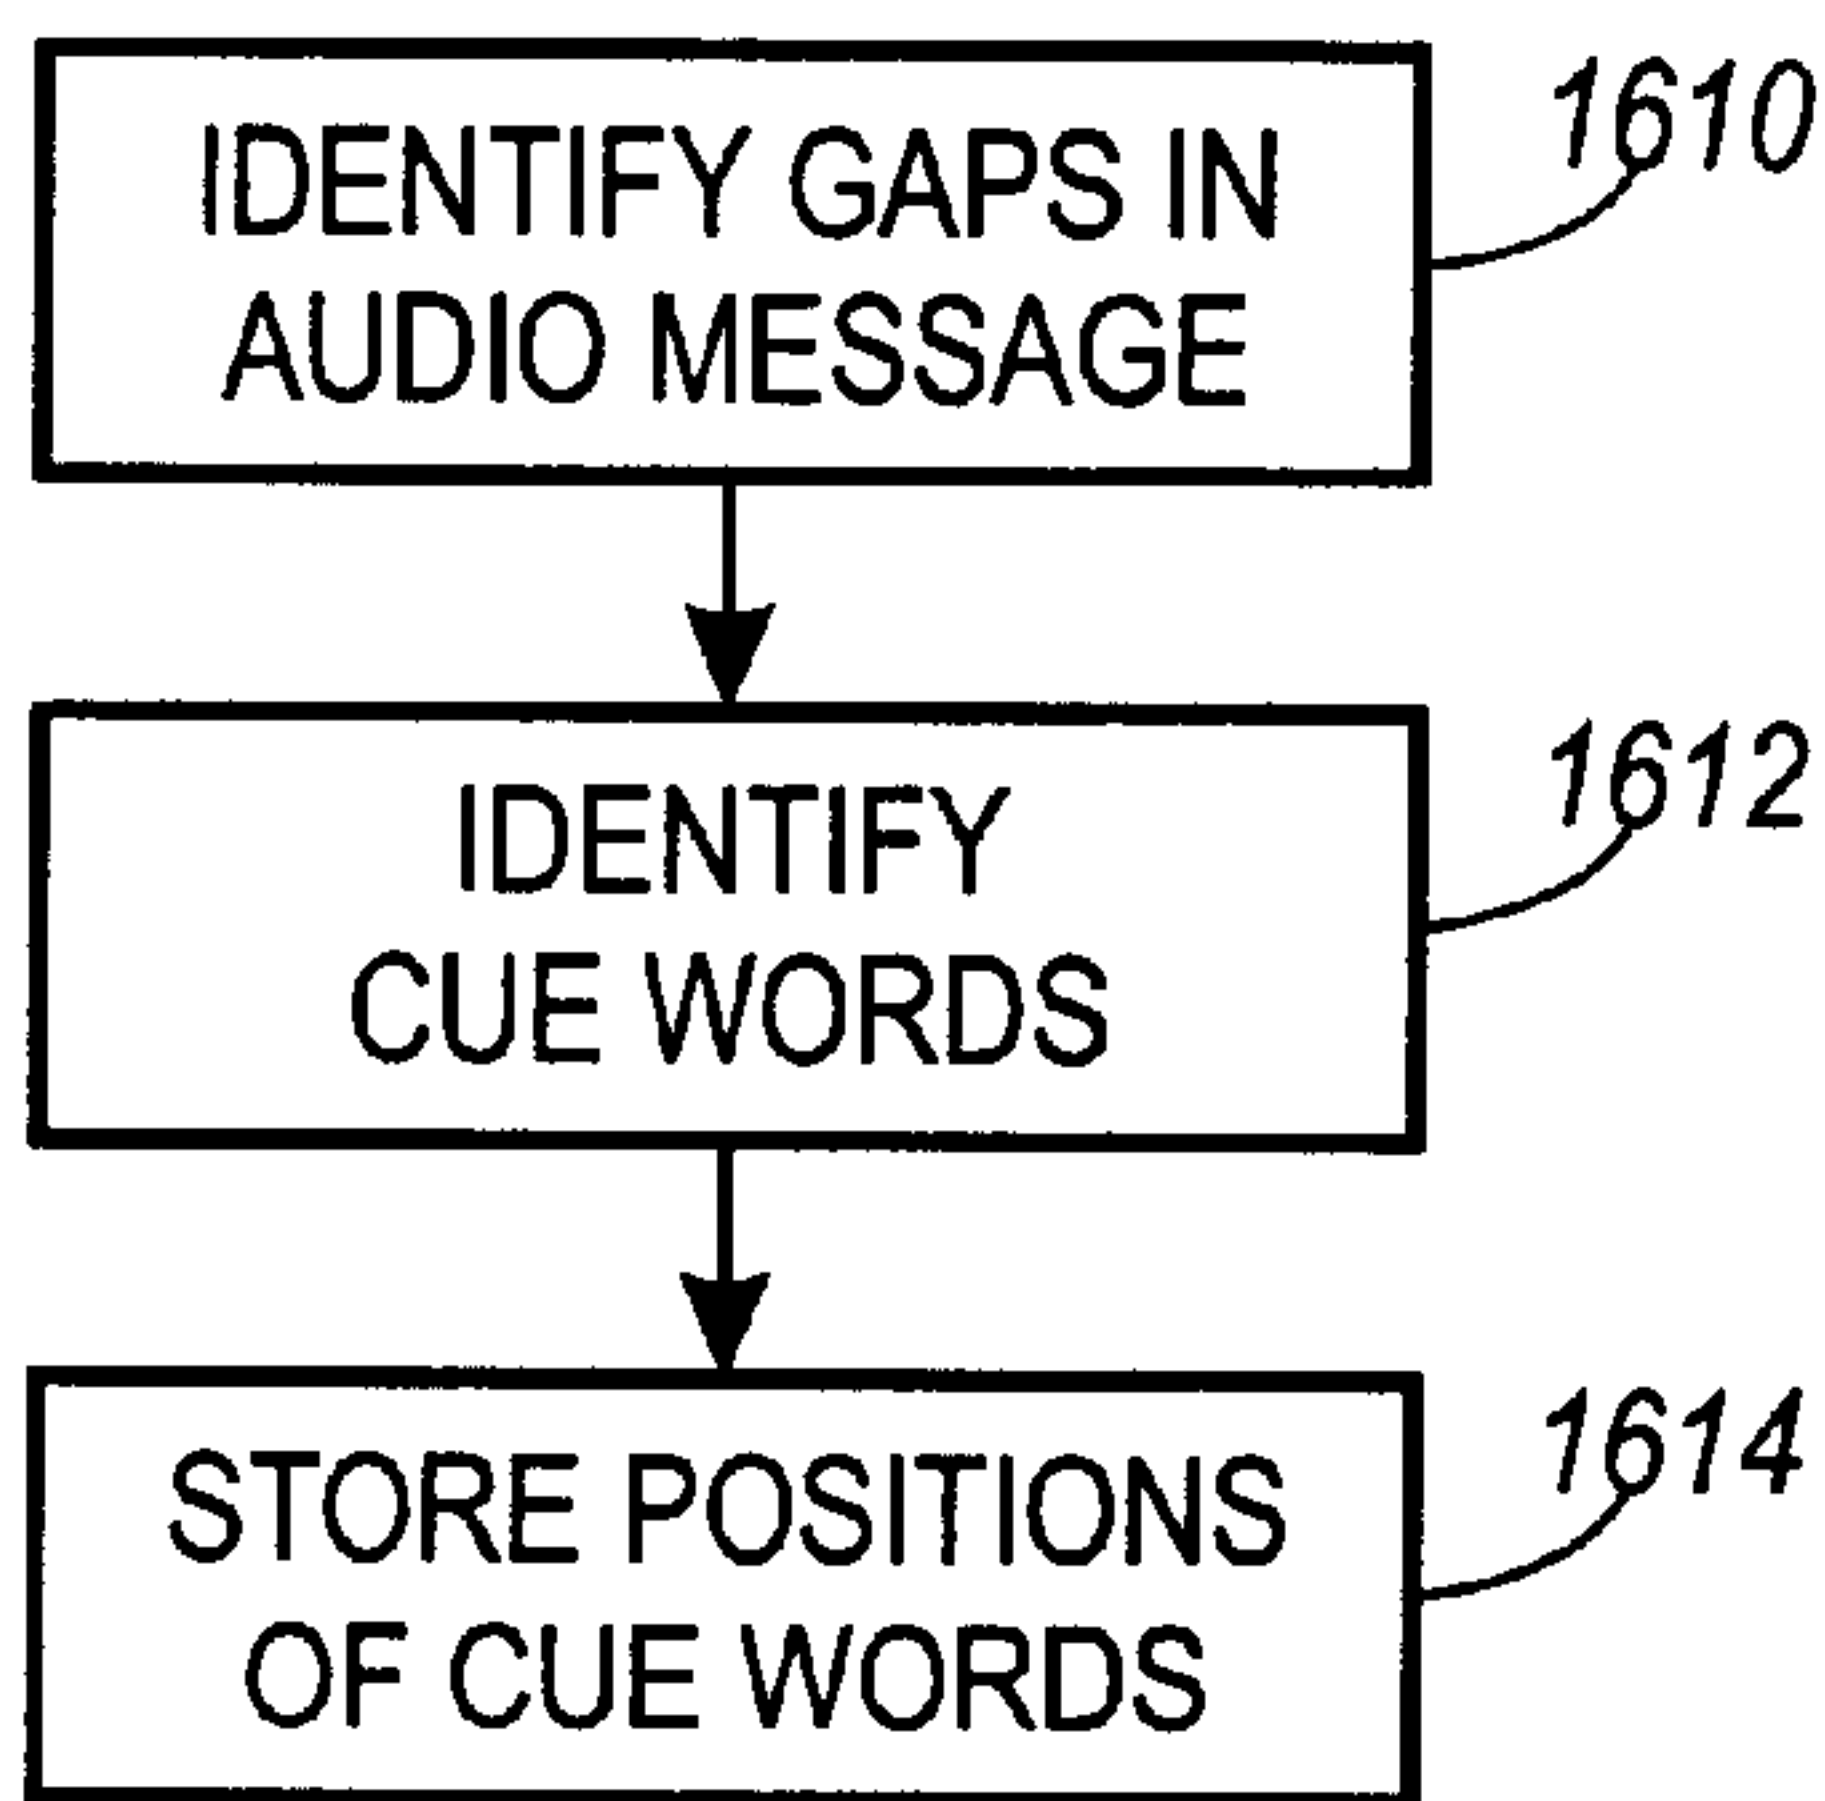 IDENTIFY GAPS IN
AUDIO MESSAGE
1610
IDENTIFY
CUE WORDS
1612
STORE POSITIONS
OF CUE WORDS
1614